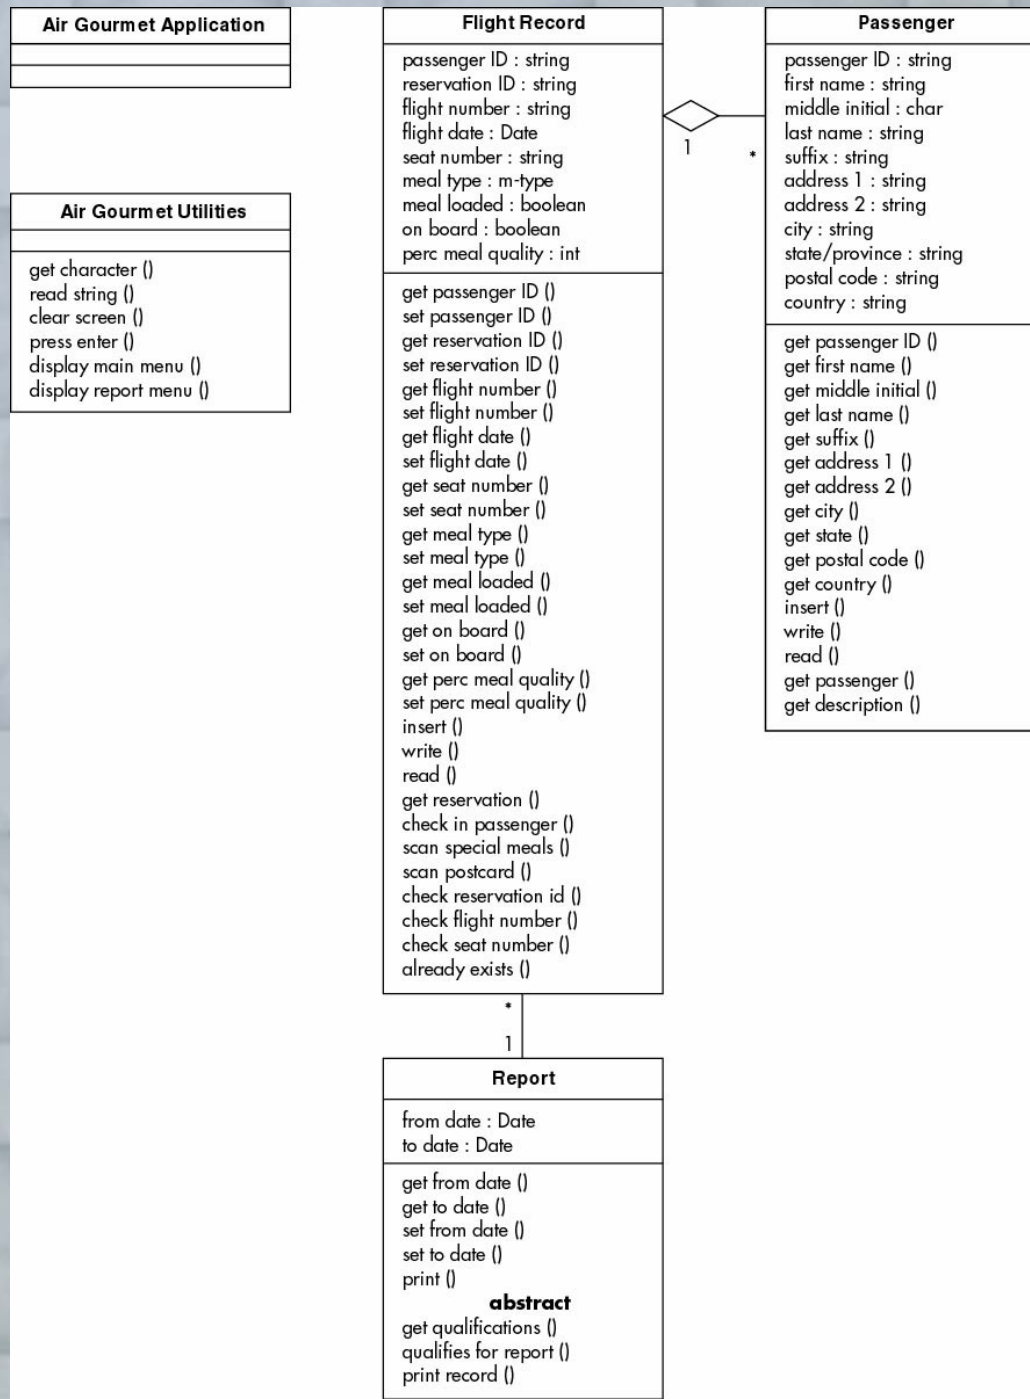 Air Gourmet Application
Air Gourmet Utilities
get character ()
read string ()
clear screen ()
press enter ()
display main menu ()
display report menu ()
Flight Record
passenger ID : string
reservation ID : string
flight number : string
flight date : Date
seat number : string
meal type : m-type
meal loaded : boolean
on board : boolean
perc meal quality : int
get passenger ID ()
set passenger ID ()
get reservation ID ()
set reservation ID ()
get flight number ()
set flight number ()
get flight date ()
set flight date ()
get seat number ()
set seat number ()
get meal type ()
set meal type ()
get meal loaded ()
set meal loaded ()
get on board ()
set on board ()
get perc meal quality ()
set perc meal quality ()
insert ()
write ()
read ()
get reservation ()
check in passenger ()
scan special meals ()
scan postcard ()
check reservation id ()
check flight number ()
check seat number ()
already exists ()
1
*
Passenger
passenger ID : string
first name : string
middle initial : char
last name : string
suffix : string
address 1 : string
address 2 : string
city : string
state/province : string
postal code : string
country : string
get passenger ID ()
get first name ()
get middle initial ()
get last name ()
get suffix ()
get address 1 ()
get address 2 ()
get city ()
get state ()
get postal code ()
get country ()
insert ()
write ()
read ()
get passenger ()
get description ()
*
1
Report
from date : Date
to date : Date
get from date ()
get to date ()
set from date ()
set to date ()
print ()
abstract
get qualifications ()
qualifies for report ()
print record ()